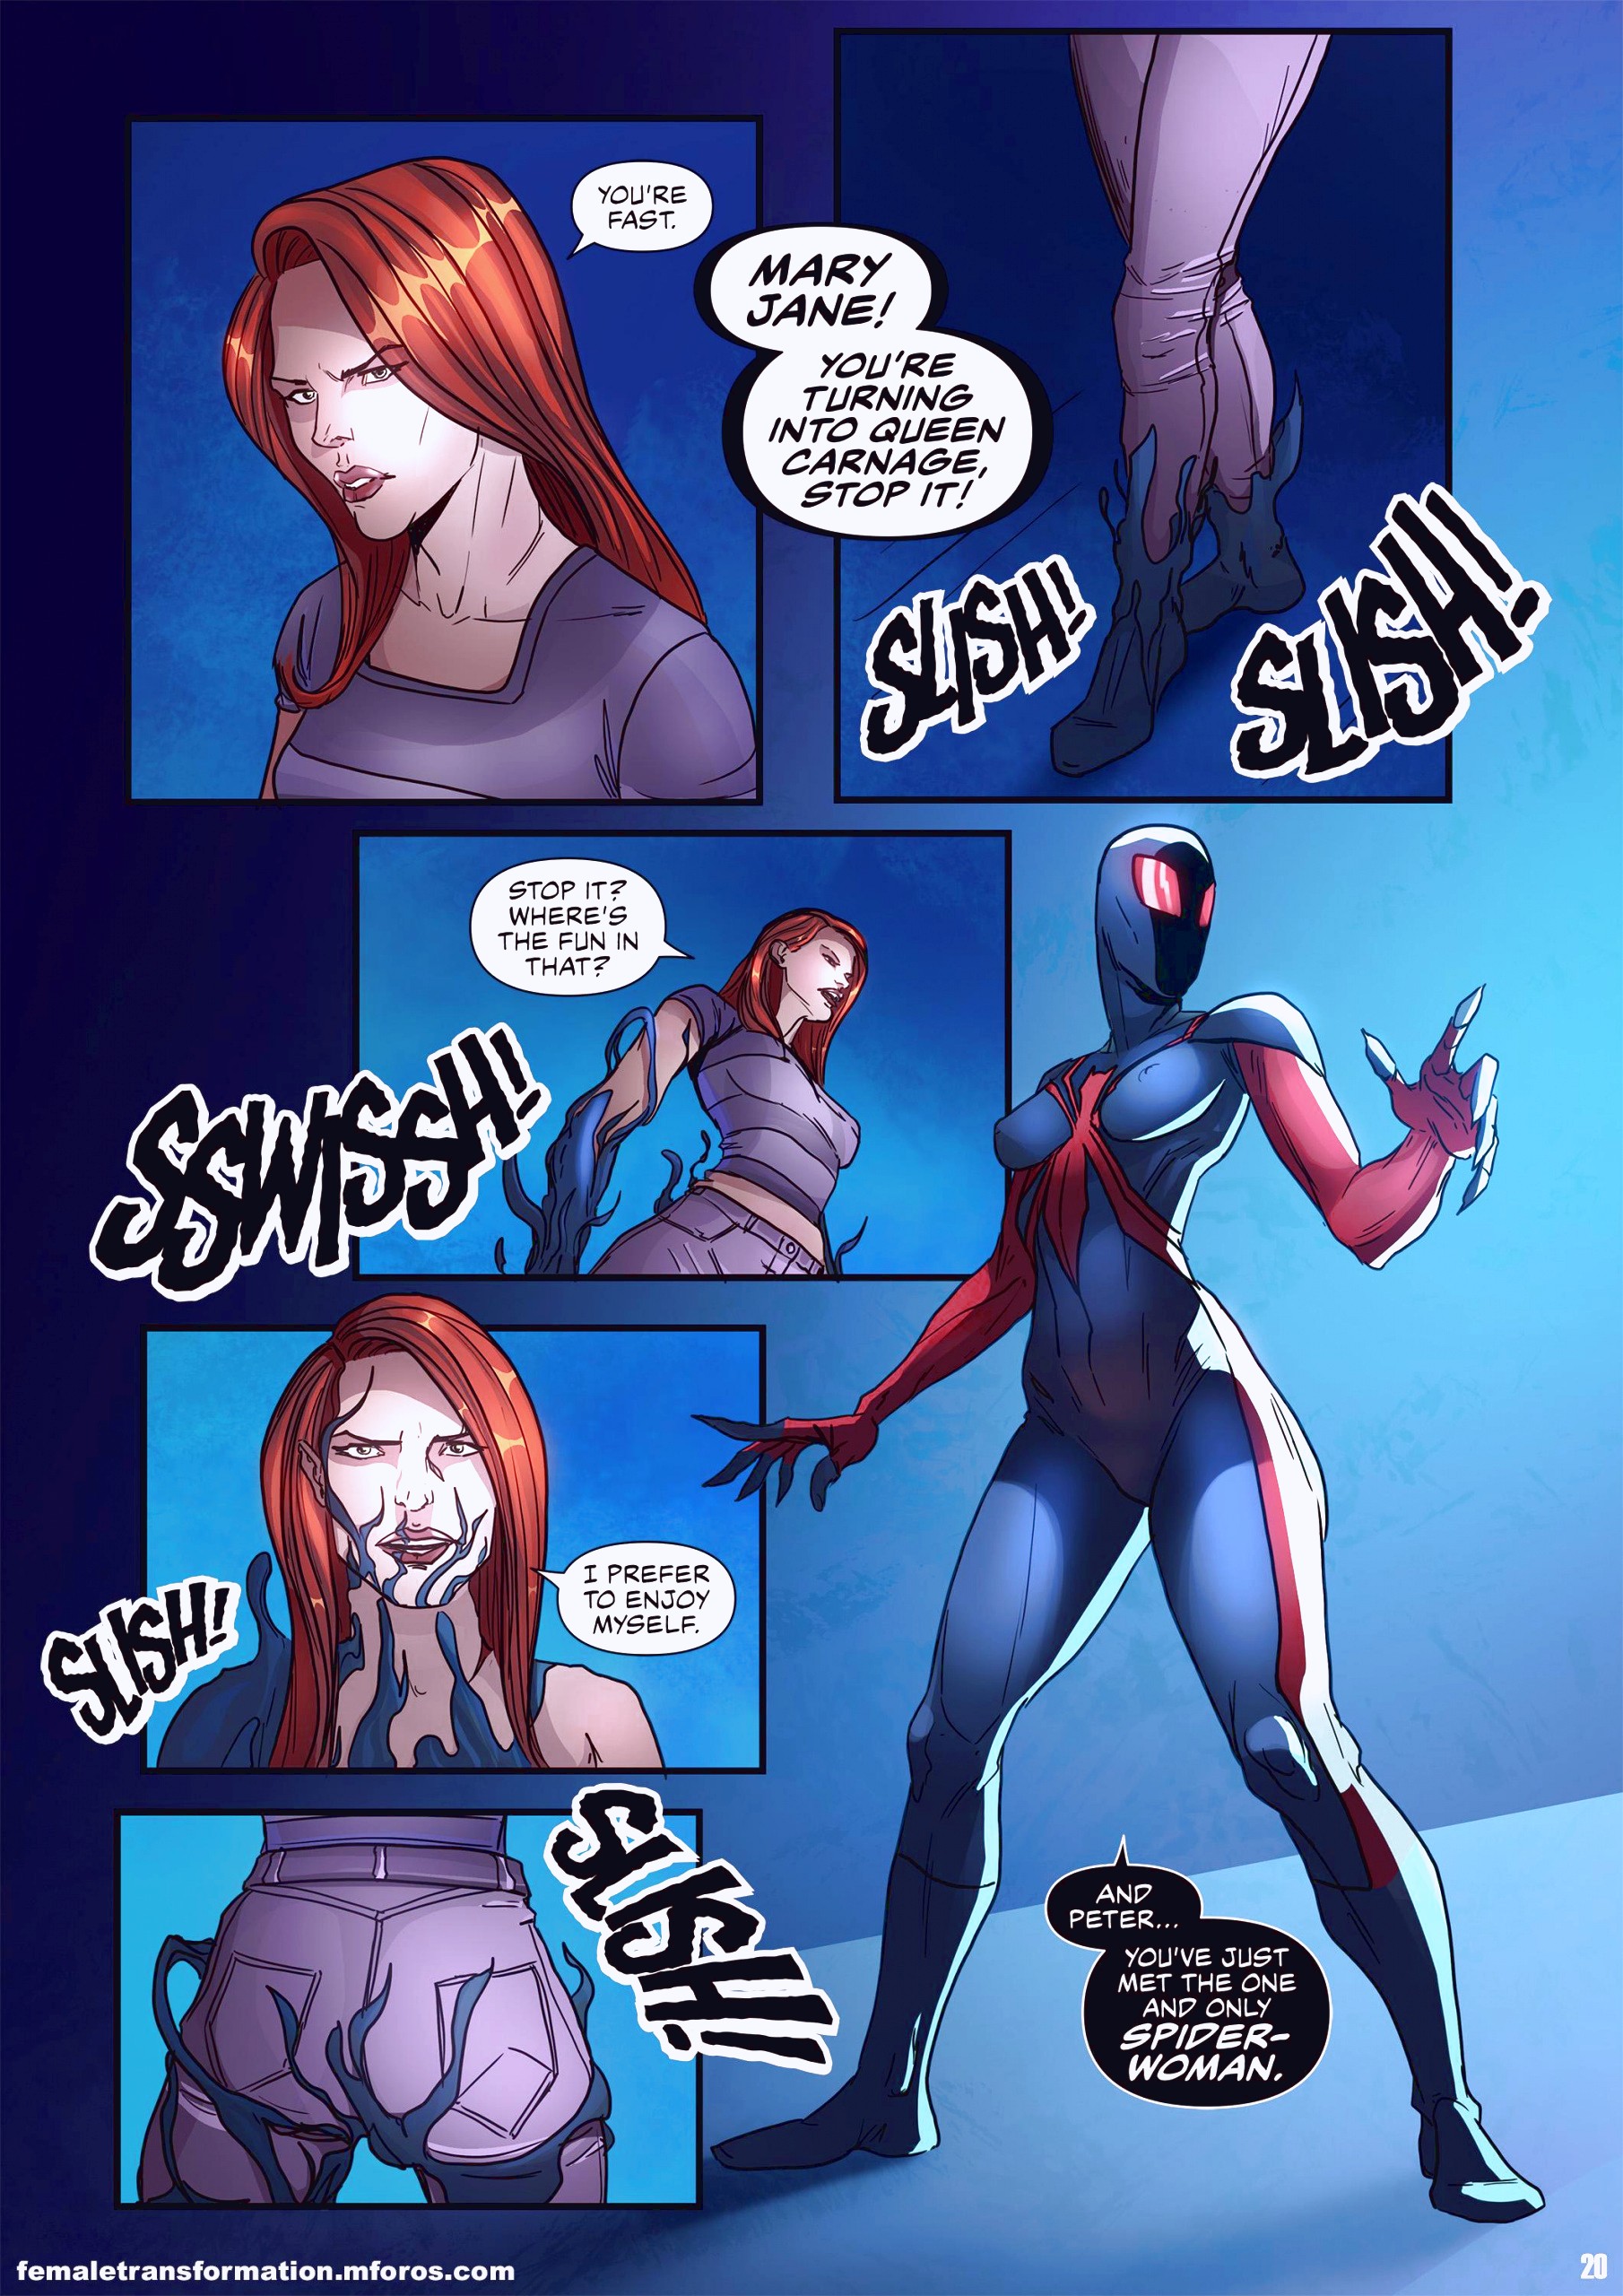 YOU'RE
FAST.
MARY
JANE!
YOU'RE
TURNING
INTO QUEEN
CARNAGE,
STOP IT!
SLISH!
SLISH!
STOP IT?
WHERE'S
THE FUN IN
THAT?
SSWISSH!
I PREFER
TO ENJOY
MYSELF.
SLISH!
SLISH!
AND
PETER...
YOU'VE JUST
MET THE ONE
AND ONLY
SPIDER-
WOMAN.
femaletransformation.mforos.com
20